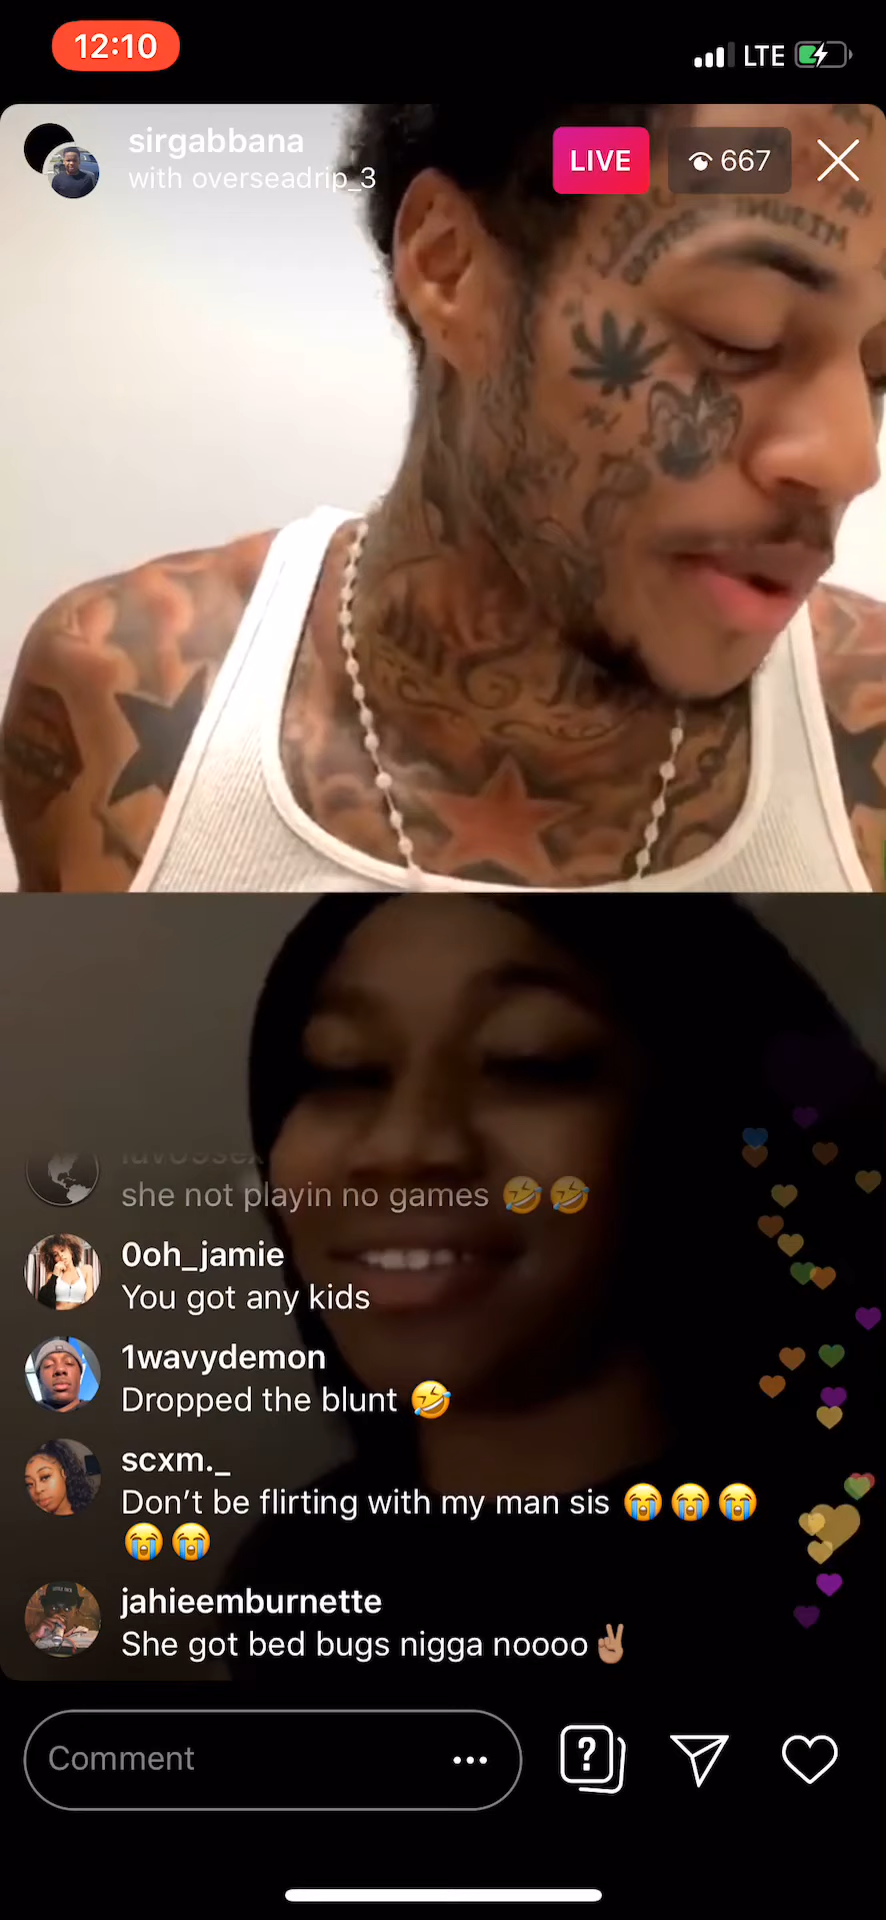 12:10
LTE
sirgabbana
with overseadrip_3
LIVE
667
she not playin no games 🤣🤣
0oh_jamie
You got any kids
1wavydemon
Dropped the blunt 🤣
scxm._
Don’t be flirting with my man sis 😭😭😭
😭😭
jahieemburnette
She got bed bugs nigga noooo✌🏽
Comment